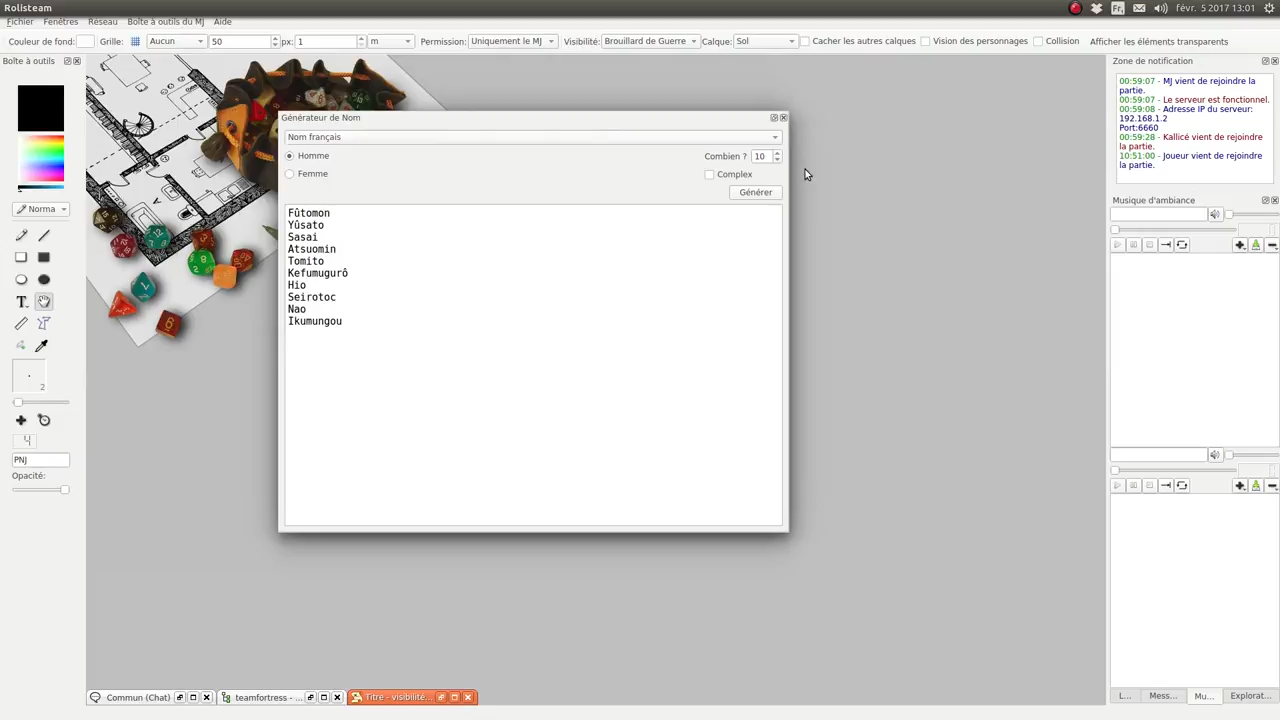 Rolisteam
Fr
févr. 5 2017 13:01
Fichier Fenêtres Réseau Boîte à outils du MJ Aide
Couleur de fond: Grille: Aucun 50 px: 1 m Permission: Uniquement le MJ Visibilité: Brouillard de Guerre Calque: Sol Cacher les autres calques Vision des personnages Collision Afficher les éléments transparents
Boîte à outils
Norma
T
2
PNJ
Opacité:
Générateur de Nom
Nom français
Homme
Combien ? 10
Femme
Complex
Générer
Fûtomon
Yûsato
Sasai
Atsuomin
Tomito
Kefumugurô
Hio
Seirotoc
Nao
Ikumungou
Zone de notification
00:59:07 - MJ vient de rejoindre la
partie.
00:59:07 - Le serveur est fonctionnel.
00:59:08 - Adresse IP du serveur:
192.168.1.2
Port:6660
00:59:28 - Kallicé vient de rejoindre
la partie.
10:51:00 - Joueur vient de rejoindre
la partie.
Musique d'ambiance
Commun (Chat) teamfortress - ... Titre - visibilité...
L... Mess... Mu... Explorat...